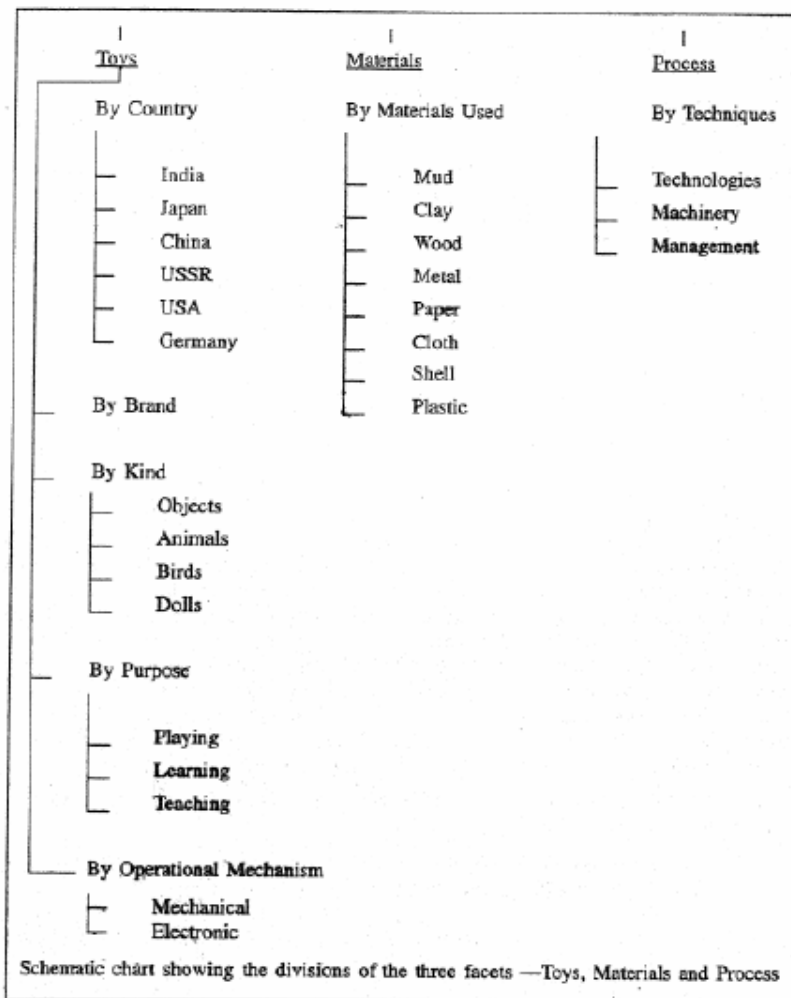 Toys
By Country
India
Japan
China
USSR
USA
Germany
By Brand
By Kind
Objects
Animals
Birds
Dolls
By Purpose
Playing
Learning
Teaching
By Operational Mechanism
Mechanical
Electronic
Materials
By Materials Used
Mud
Clay
Wood
Metal
Paper
Cloth
Shell
Plastic
Process
By Techniques
Technologies
Machinery
Management
Schematic chart showing the divisions of the three facets —Toys, Materials and Process